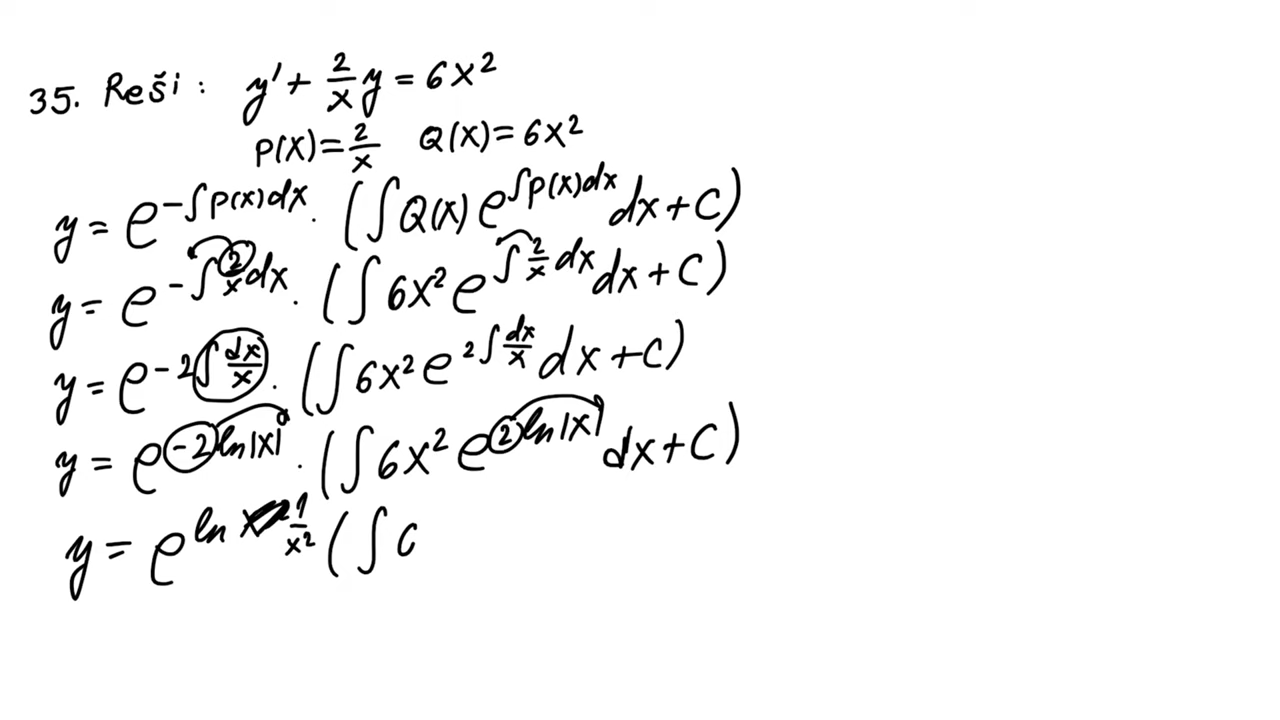 35. Reši: y' + 2/x y = 6x²
P(x) = 2/x Q(x) = 6x²
y = e^(-∫P(x)dx) · (∫Q(x) e^(∫P(x)dx) dx + C)
y = e^(-∫2/x dx) · (∫6x² e^(∫2/x dx) dx + C)
y = e^(-2∫dx/x) · (∫6x² e^(2∫dx/x) dx + C)
y = e^(-2 ln|x|) · (∫6x² e^(2 ln|x|) dx + C)
y = e^(ln 1/x²) (∫